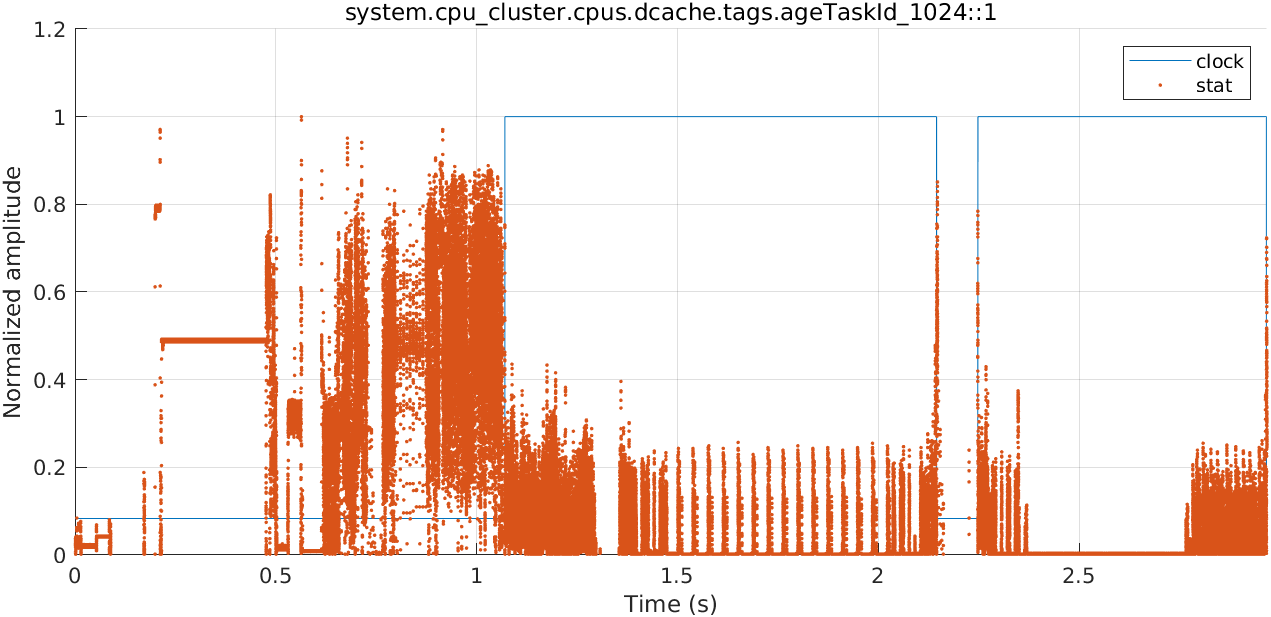 system.cpu_cluster.cpus.dcache.tags.ageTaskId_1024::1
1.2
1
0.8
0.6
0.4
0.2
0
Normalized amplitude
clock
stat
0 0.5 1 1.5 2 2.5
Time (s)